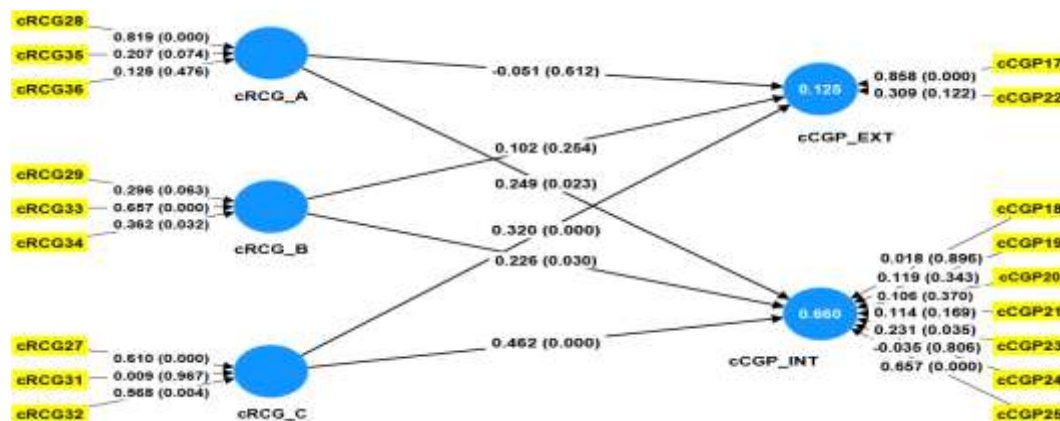 cRCG28
0.819 (0.000)
cRCG35
0.207 (0.074)
0.126 (0.476)
cRCG36
cRCG_A
-0.051 (0.612)
cCGP17
0.858 (0.000)
0.125
0.309 (0.122)
cCGP22
cCGP_EXT
0.102 (0.254)
cRCG29
0.296 (0.063)
cRCG33
0.657 (0.000)
0.362 (0.032)
cRCG34
cRCG_B
0.249 (0.023)
0.320 (0.000)
0.226 (0.030)
cCGP18
cCGP19
0.018 (0.896)
0.119 (0.343)
cCGP20
0.106 (0.370)
0.660
0.114 (0.169)
cCGP21
0.231 (0.035)
cCGP23
-0.035 (0.806)
0.657 (0.000)
cCGP24
cCGP25
cCGP_INT
cRCG27
0.610 (0.000)
cRCG31
0.009 (0.967)
0.568 (0.004)
cRCG32
cRCG_C
0.462 (0.000)